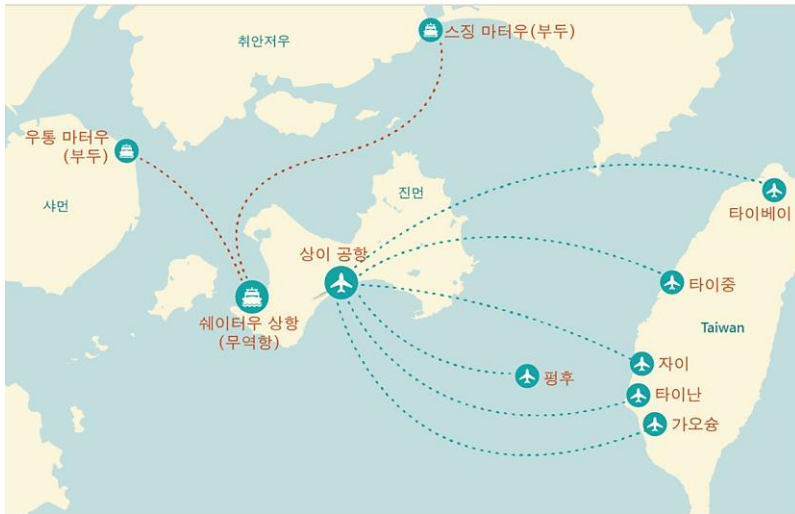 스징 마터우(부두)
취안저우
우통 마터우
(부두)
진먼
샤먼
타이베이
상이 공항
타이중
쉐이터우 상항
(무역항)
Taiwan
자이
펑후
타이난
가오슝